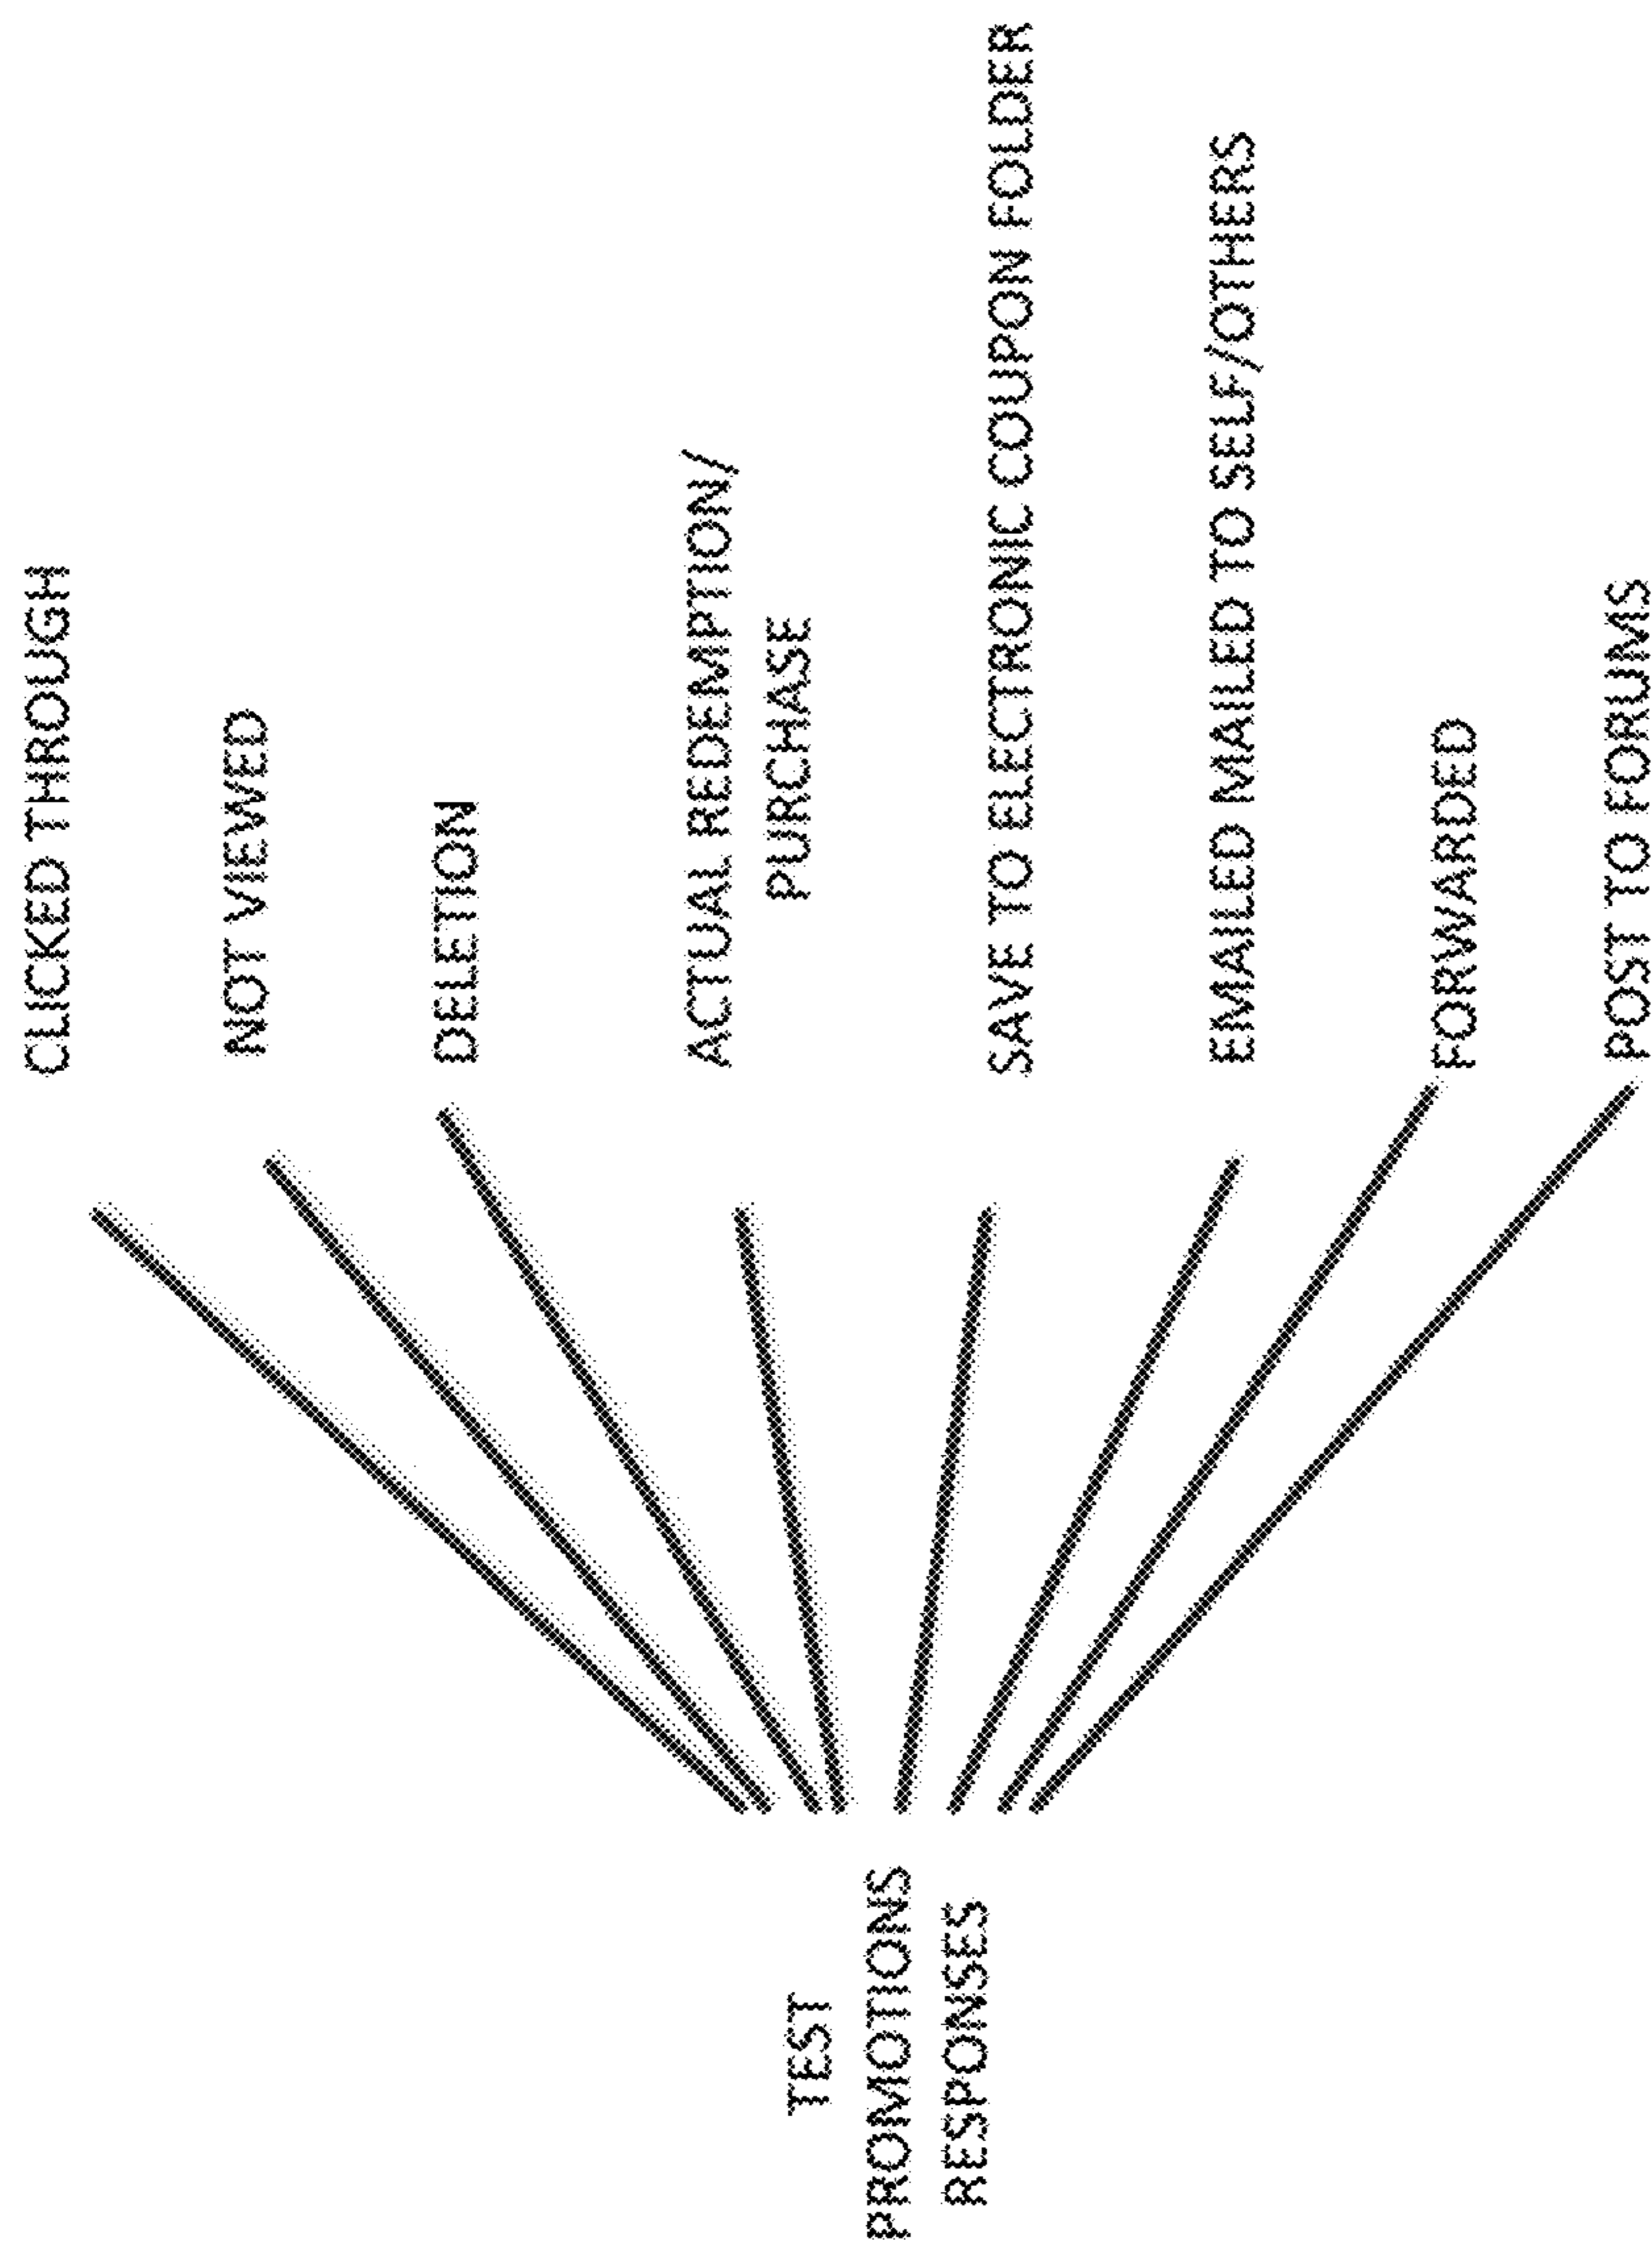 TEST
PROMOTIONS
RESPONSES
CLICKED THROUGH
NOT VIEWED
DELETION
ACTUAL REDEMPTION/
PURCHASE
SAVE TO ELECTRONIC COUPON FOLDER
EMAILED MAILED TO SELF/OTHERS
FORWARDED
POST TO FORUMS